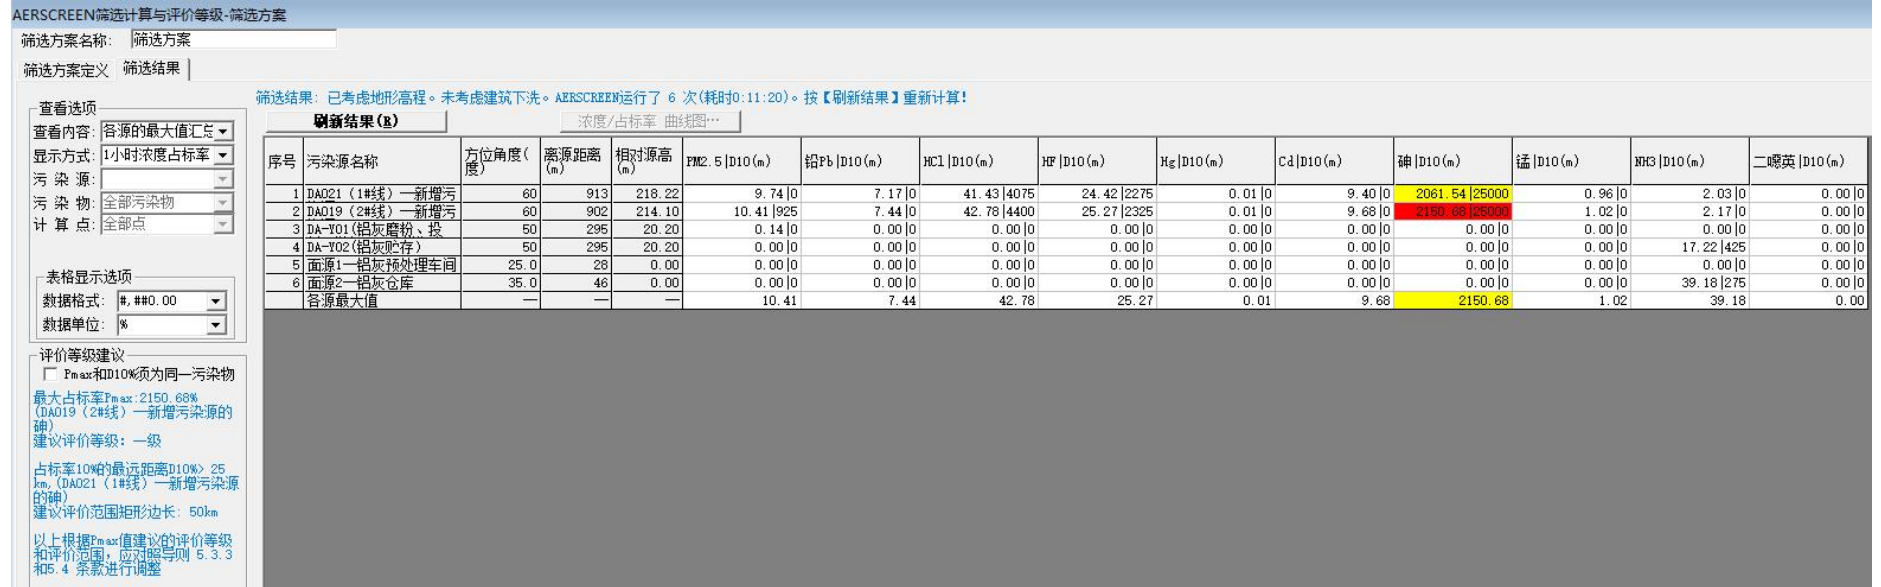 AERSCREEN筛选计算与评价等级-筛选方案
筛选方案名称: 筛选方案
筛选方案定义 筛选结果
查看选项
查看内容: 各源的最大值汇总
显示方式: 1小时浓度占标率
污 染 源:
污 染 物: 全部污染物
计 算 点: 全部点
表格显示选项
数据格式: #,##0.00
数据单位: %
评价等级建议
Pmax和D10%须为同一污染物
最大占标率Pmax:2150.68%
(DA019（2#线）一新增污染源的
砷)
建议评价等级: 一级
占标率10%的最远距离D10%> 25
km,(DA021（1#线）一新增污染源
的砷)
建议评价范围矩形边长: 50km
以上根据Pmax值建议的评价等级
和评价范围, 应对照导则 5.3.3
和5.4 条款进行调整
筛选结果: 已考虑地形高程。未考虑建筑下洗。AERSCREEN运行了 6 次(耗时0:11:20)。按【刷新结果】重新计算!
刷新结果(R) 浓度/占标率 曲线图…
序号 污染源名称 方位角度(度) 离源距离(m) 相对源高(m) PM2.5|D10(m) 铅Pb|D10(m) HCl|D10(m) HF|D10(m) Hg|D10(m) Cd|D10(m) 砷|D10(m) 锰|D10(m) NH3|D10(m) 二噁英|D10(m)
1 DA021（1#线）一新增污 60 913 218.22 9.74|0 7.17|0 41.43|4075 24.42|2275 0.01|0 9.40|0 2061.54|25000 0.96|0 2.03|0 0.00|0
2 DA019（2#线）一新增污 60 902 214.10 10.41|925 7.44|0 42.78|4400 25.27|2325 0.01|0 9.68|0 2150.68|25000 1.02|0 2.17|0 0.00|0
3 DA-Y01(铝灰磨粉、投 50 295 20.20 0.14|0 0.00|0 0.00|0 0.00|0 0.00|0 0.00|0 0.00|0 0.00|0 0.00|0 0.00|0
4 DA-Y02(铝灰贮存) 50 295 20.20 0.00|0 0.00|0 0.00|0 0.00|0 0.00|0 0.00|0 0.00|0 0.00|0 17.22|425 0.00|0
5 面源1一铝灰预处理车间 25.0 28 0.00 0.00|0 0.00|0 0.00|0 0.00|0 0.00|0 0.00|0 0.00|0 0.00|0 0.00|0 0.00|0
6 面源2一铝灰仓库 35.0 46 0.00 0.00|0 0.00|0 0.00|0 0.00|0 0.00|0 0.00|0 0.00|0 0.00|0 39.18|275 0.00|0
各源最大值 — — — 10.41 7.44 42.78 25.27 0.01 9.68 2150.68 1.02 39.18 0.00